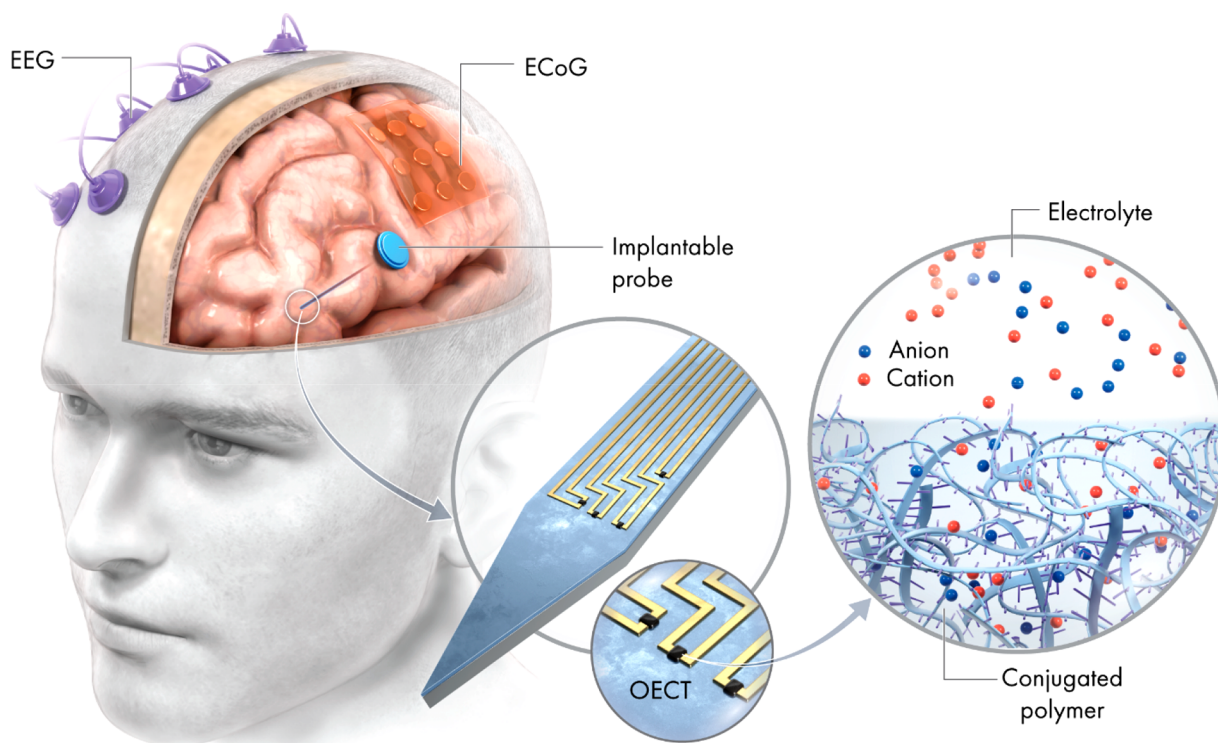 EEG
ECoG
Implantable
probe
Electrolyte
Anion
Cation
OECT
Conjugated
polymer